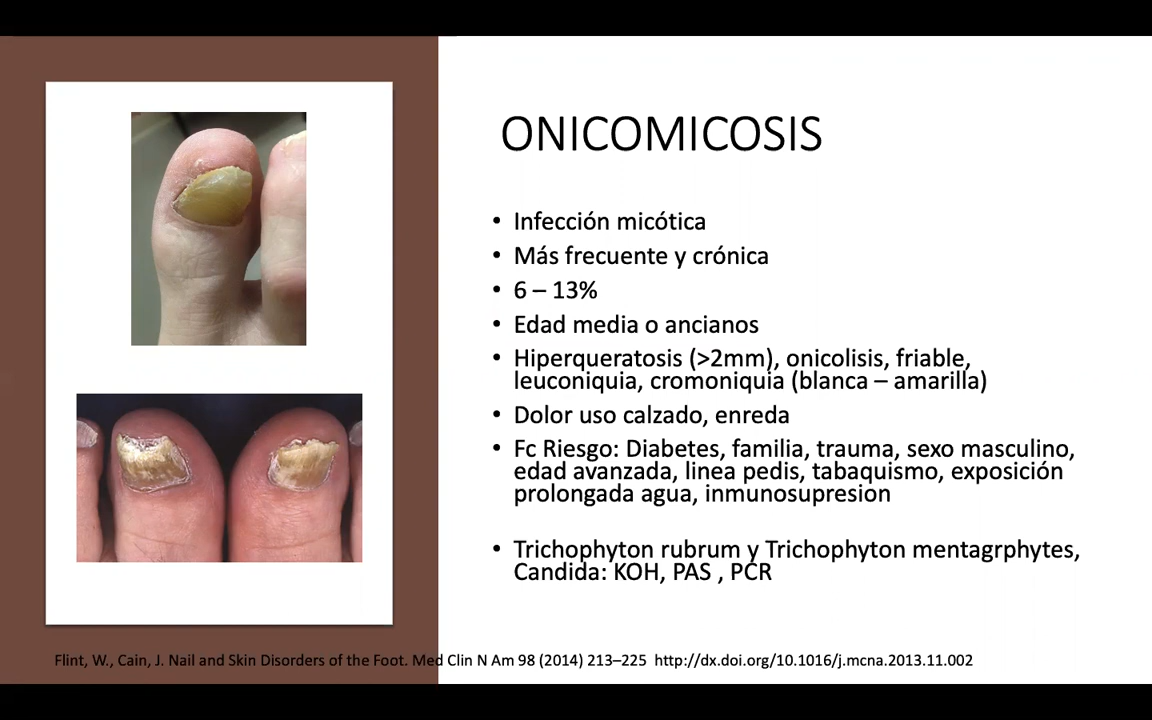 ONICOMICOSIS
• Infección micótica
• Más frecuente y crónica
• 6 – 13%
• Edad media o ancianos
• Hiperqueratosis (>2mm), onicolisis, friable,
leuconiquia, cromoniquia (blanca – amarilla)
• Dolor uso calzado, enreda
• Fc Riesgo: Diabetes, familia, trauma, sexo masculino,
edad avanzada, linea pedis, tabaquismo, exposición
prolongada agua, inmunosupresion
• Trichophyton rubrum y Trichophyton mentagrphytes,
Candida: KOH, PAS , PCR
Flint, W., Cain, J. Nail and Skin Disorders of the Foot. Med Clin N Am 98 (2014) 213–225 http://dx.doi.org/10.1016/j.mcna.2013.11.002